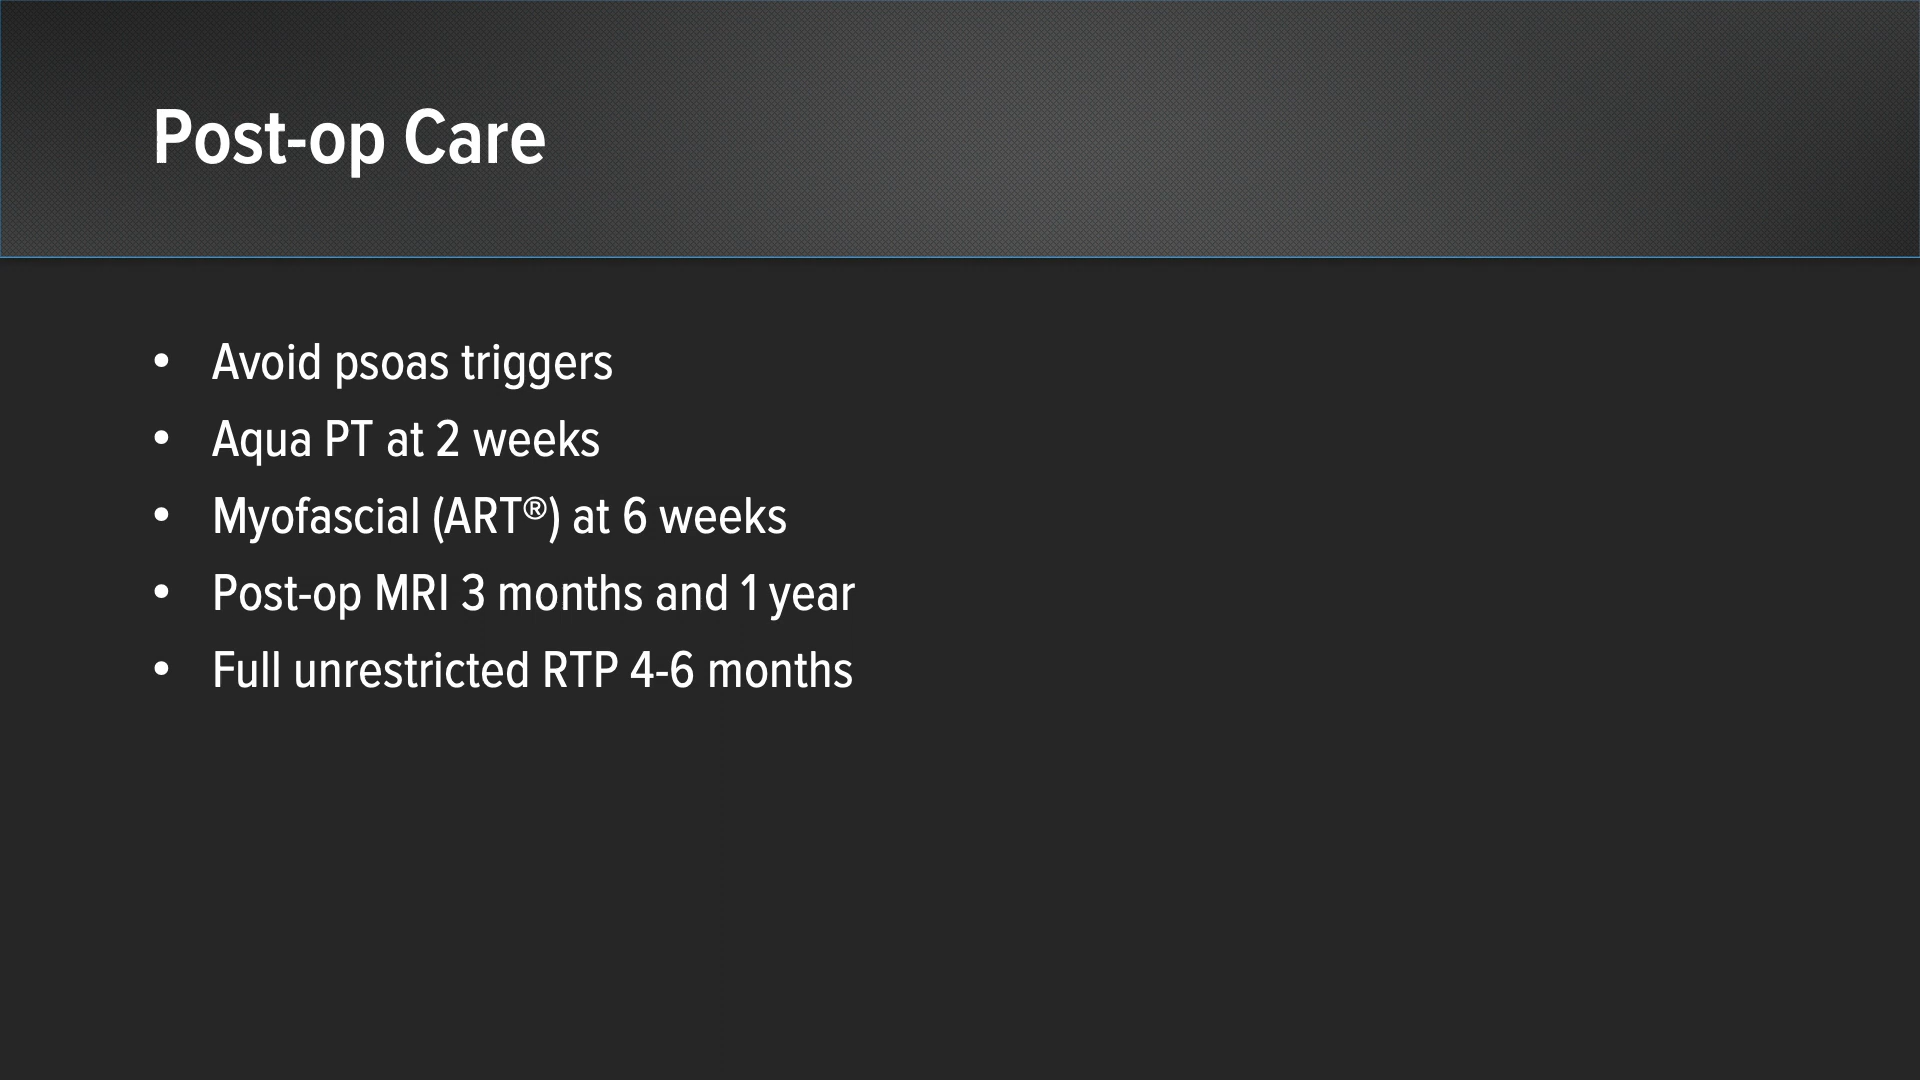 Post-op Care
• Avoid psoas triggers
• Aqua PT at 2 weeks
• Myofascial (ART®) at 6 weeks
• Post-op MRI 3 months and 1 year
• Full unrestricted RTP 4-6 months